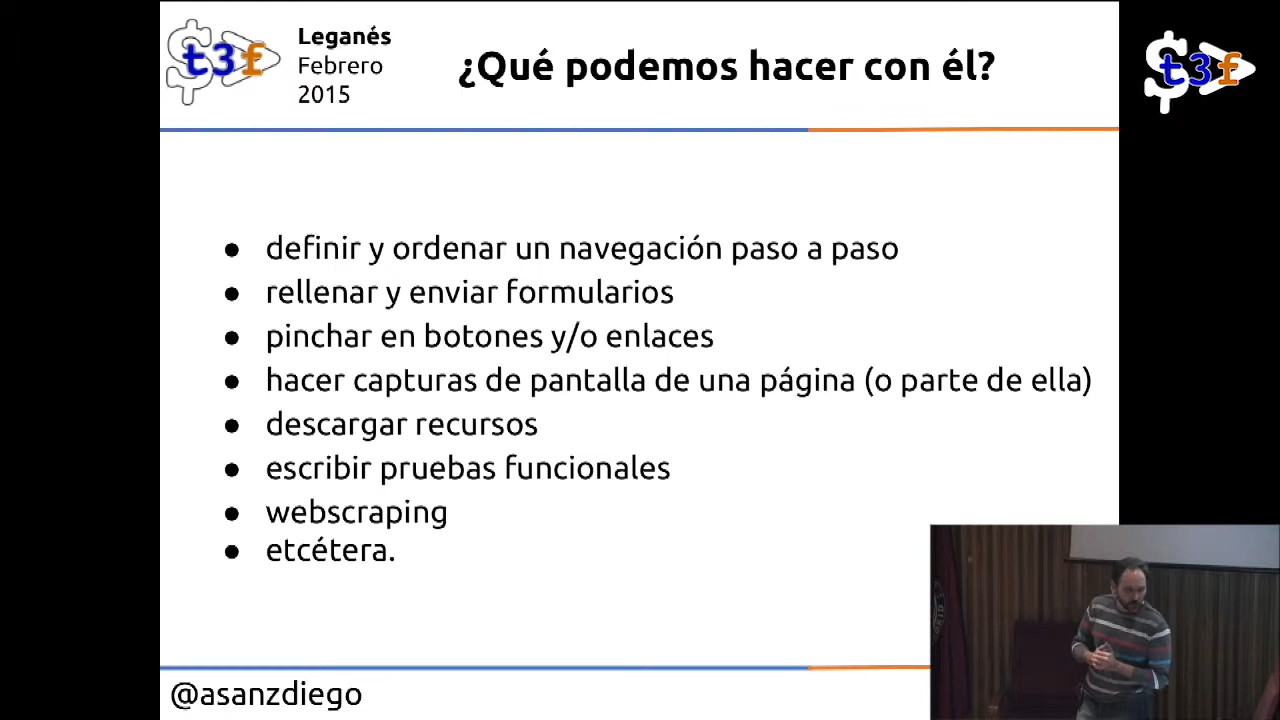 $t3f
Leganés
Febrero
2015
¿Qué podemos hacer con él?
$t3f
● definir y ordenar un navegación paso a paso
● rellenar y enviar formularios
● pinchar en botones y/o enlaces
● hacer capturas de pantalla de una página (o parte de ella)
● descargar recursos
● escribir pruebas funcionales
● webscraping
● etcétera.
@asanzdiego